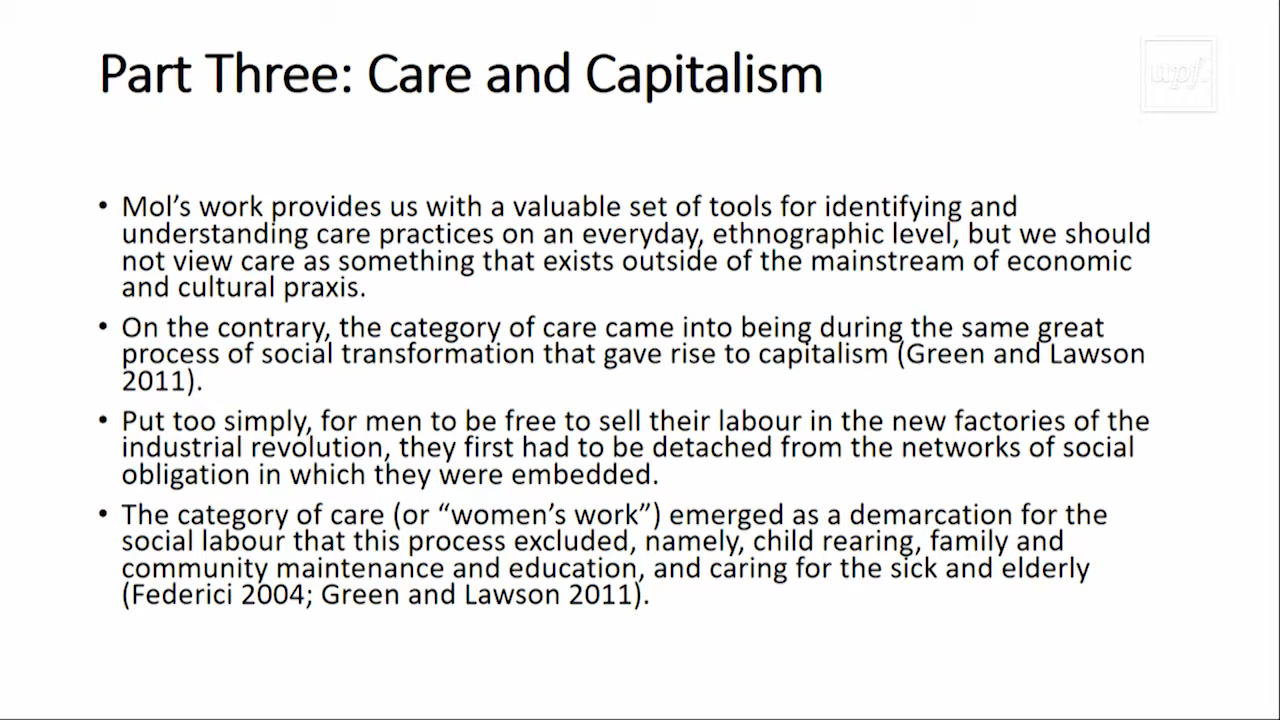 Part Three: Care and Capitalism
upf.
• Mol’s work provides us with a valuable set of tools for identifying and
understanding care practices on an everyday, ethnographic level, but we should
not view care as something that exists outside of the mainstream of economic
and cultural praxis.
• On the contrary, the category of care came into being during the same great
process of social transformation that gave rise to capitalism (Green and Lawson
2011).
• Put too simply, for men to be free to sell their labour in the new factories of the
industrial revolution, they first had to be detached from the networks of social
obligation in which they were embedded.
• The category of care (or “women’s work”) emerged as a demarcation for the
social labour that this process excluded, namely, child rearing, family and
community maintenance and education, and caring for the sick and elderly
(Federici 2004; Green and Lawson 2011).